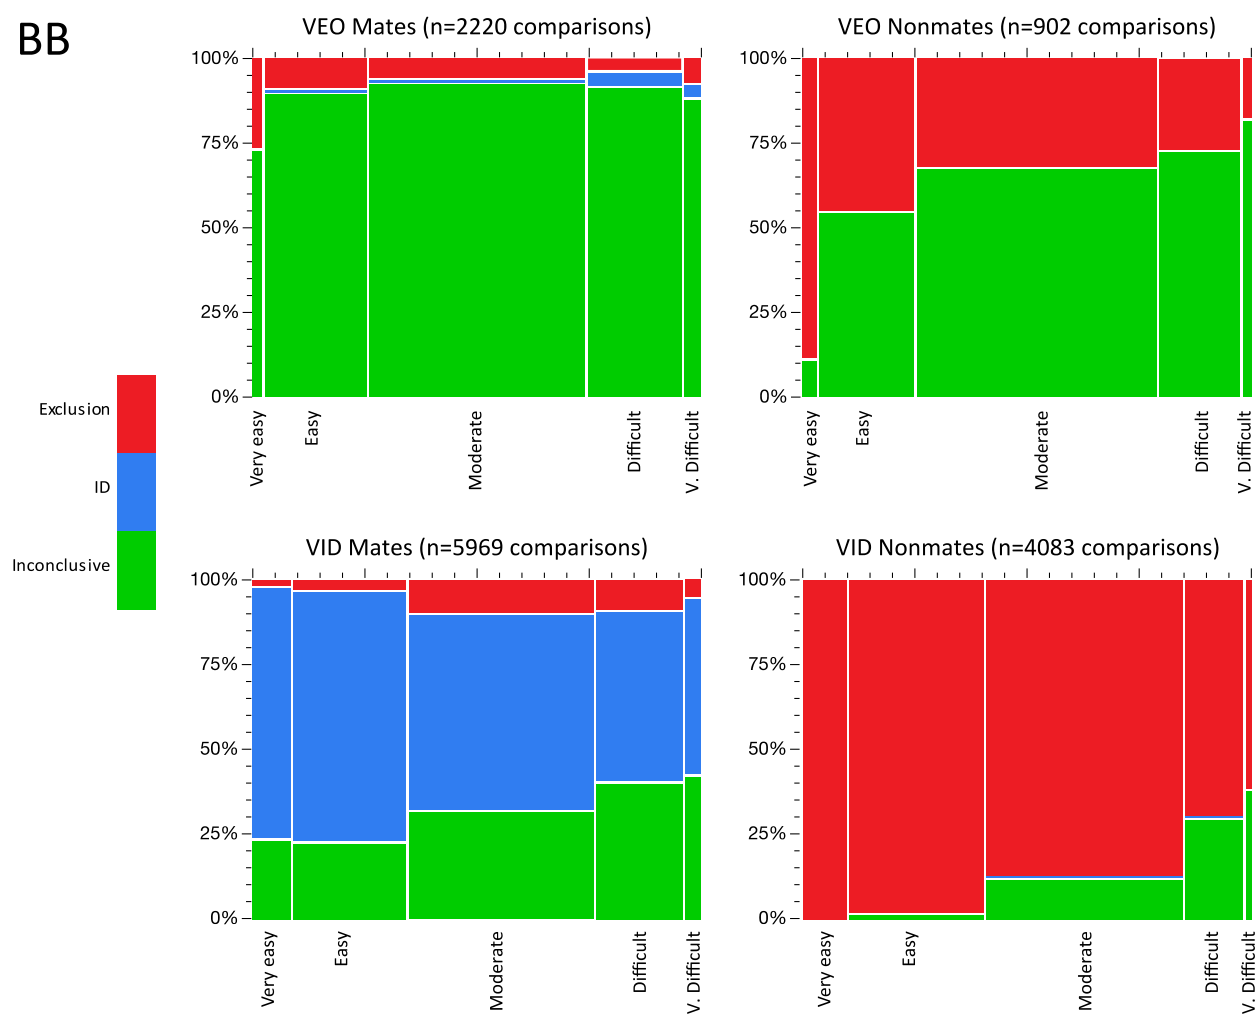 BB
VEO Mates (n=2220 comparisons)
100%
75%
50%
25%
0%
Very easy
Easy
Moderate
Difficult
V. Difficult
VEO Nonmates (n=902 comparisons)
100%
75%
50%
25%
0%
Very easy
Easy
Moderate
Difficult
V. Difficult
Exclusion
ID
Inconclusive
VID Mates (n=5969 comparisons)
100%
75%
50%
25%
0%
Very easy
Easy
Moderate
Difficult
V. Difficult
VID Nonmates (n=4083 comparisons)
100%
75%
50%
25%
0%
Very easy
Easy
Moderate
Difficult
V. Difficult